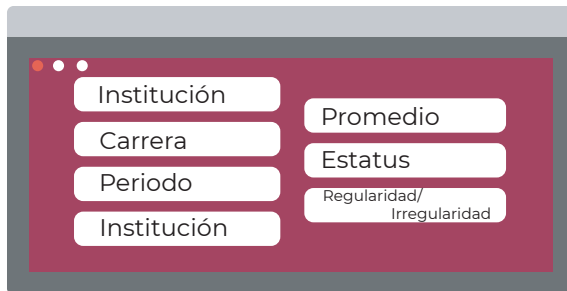 Institución
Carrera
Periodo
Institución
Promedio
Estatus
Regularidad/
Irregularidad